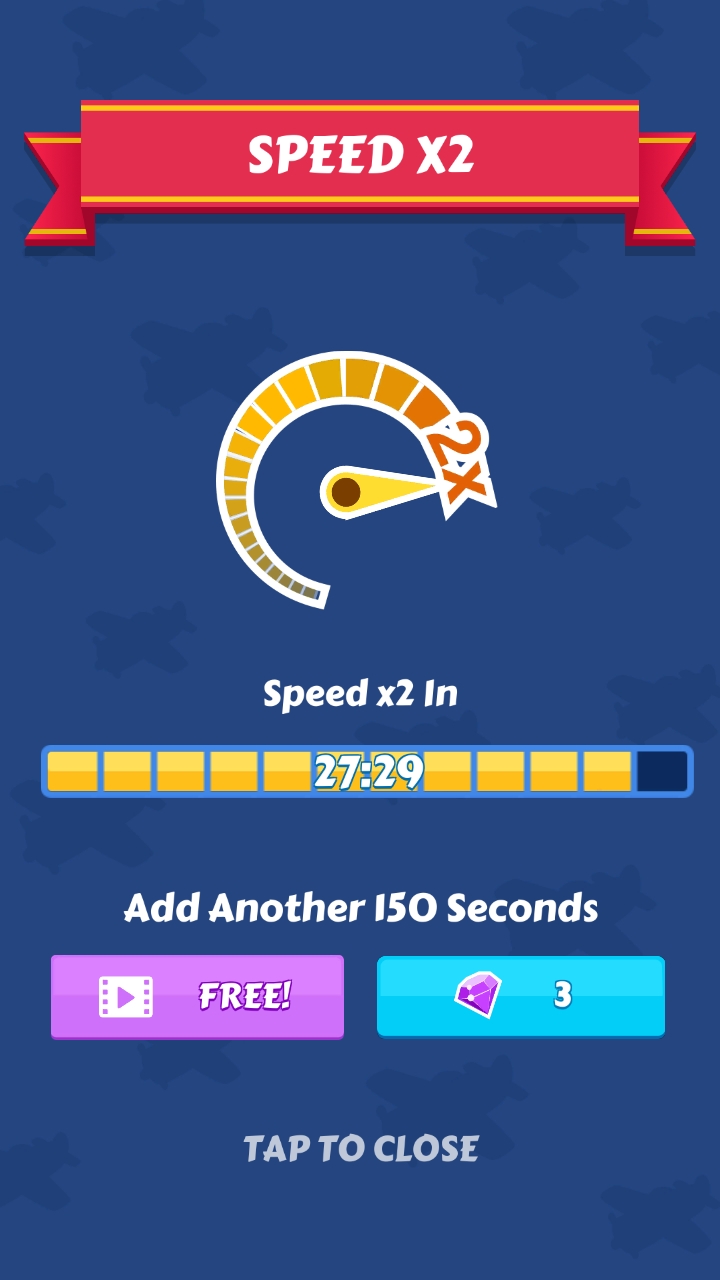 SPEED X2
2x
Speed x2 In
27:29
Add Another 150 Seconds
FREE!
3
TAP TO CLOSE